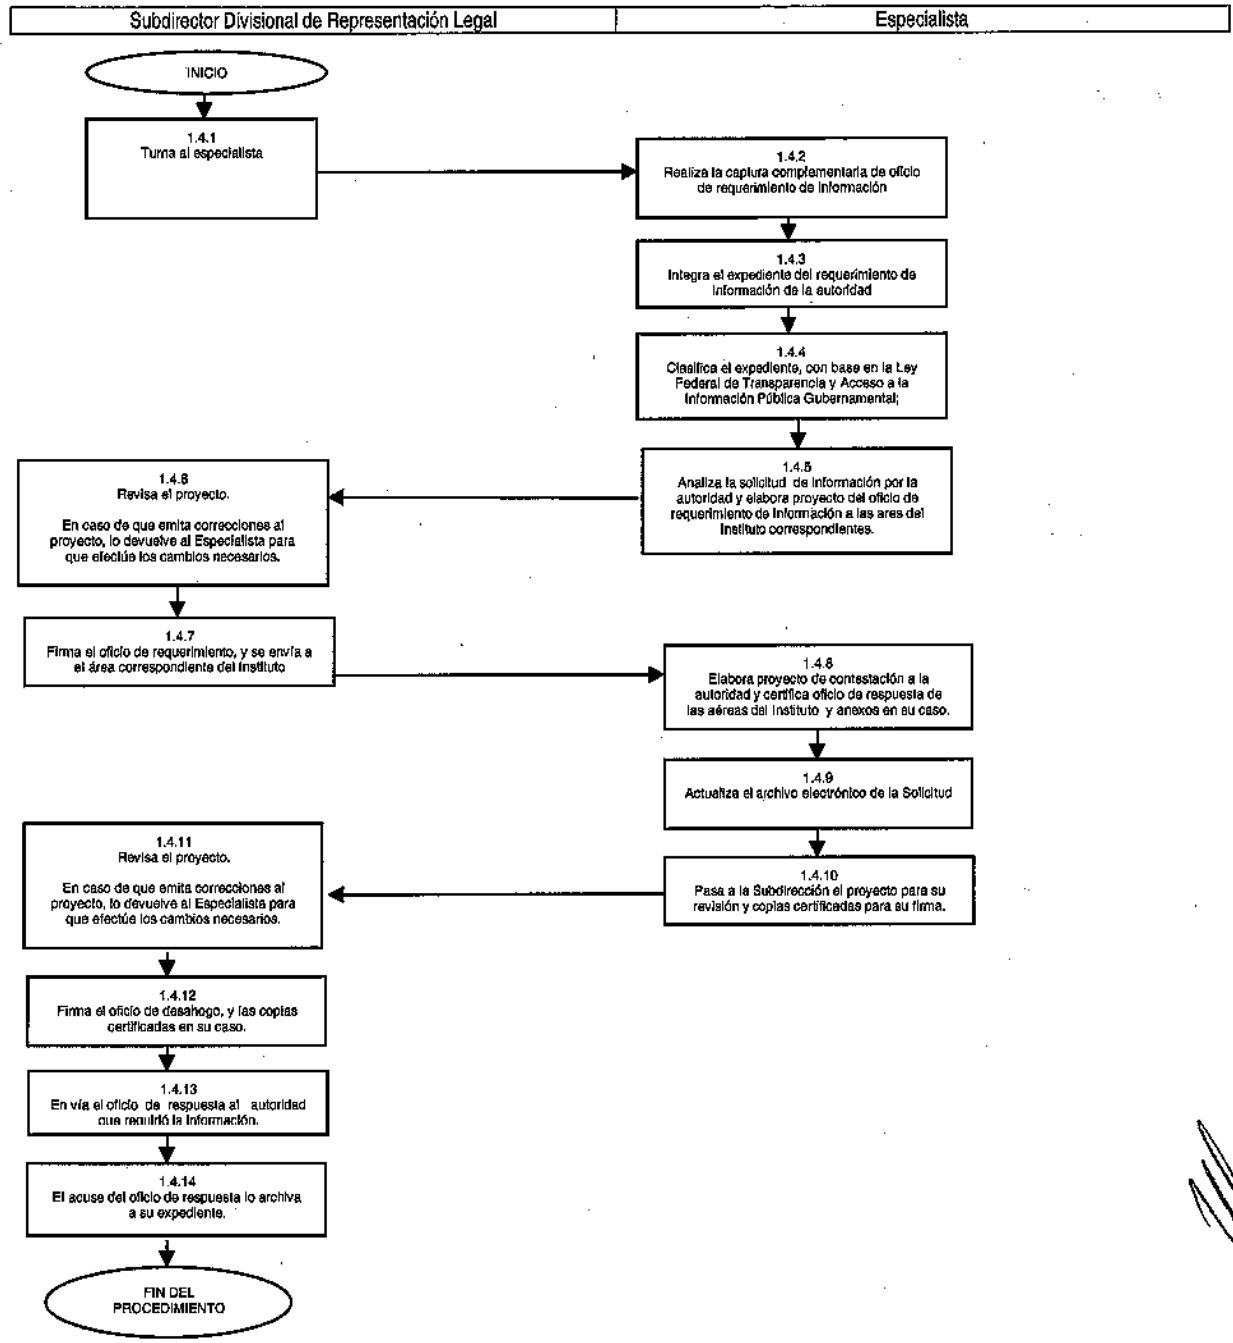 Subdirector Divisional de Representación Legal
Especialista
INICIO
1.4.1
Turna al especialista
1.4.2
Realiza la captura complementaria de oficio
de requerimiento de información
1.4.3
Integra el expediente del requerimiento de
información de la autoridad
1.4.4
Clasifica el expediente, con base en la Ley
Federal de Transparencia y Acceso a la
Información Pública Gubernamental;
1.4.5
Analiza la solicitud de información por la
autoridad y elabora proyecto del oficio de
requerimiento de información a las ares del
Instituto correspondientes.
1.4.6
Revisa el proyecto.
En caso de que emita correcciones al
proyecto, lo devuelve al Especialista para
que efectúe los cambios necesarios.
1.4.7
Firma el oficio de requerimiento, y se envía a
el área correspondiente del Instituto
1.4.8
Elabora proyecto de contestación a la
autoridad y certifica oficio de respuesta de
las aéreas del Instituto y anexos en su caso.
1.4.9
Actualiza el archivo electrónico de la Solicitud
1.4.10
Pasa a la Subdirección el proyecto para su
revisión y copias certificadas para su firma.
1.4.11
Revisa el proyecto.
En caso de que emita correcciones al
proyecto, lo devuelve al Especialista para
que efectúe los cambios necesarios.
1.4.12
Firma el oficio de desahogo, y las copias
certificadas en su caso.
1.4.13
En vía el oficio de respuesta al autoridad
que requirió la información.
1.4.14
El acuse del oficio de respuesta lo archiva
a su expediente.
FIN DEL
PROCEDIMIENTO